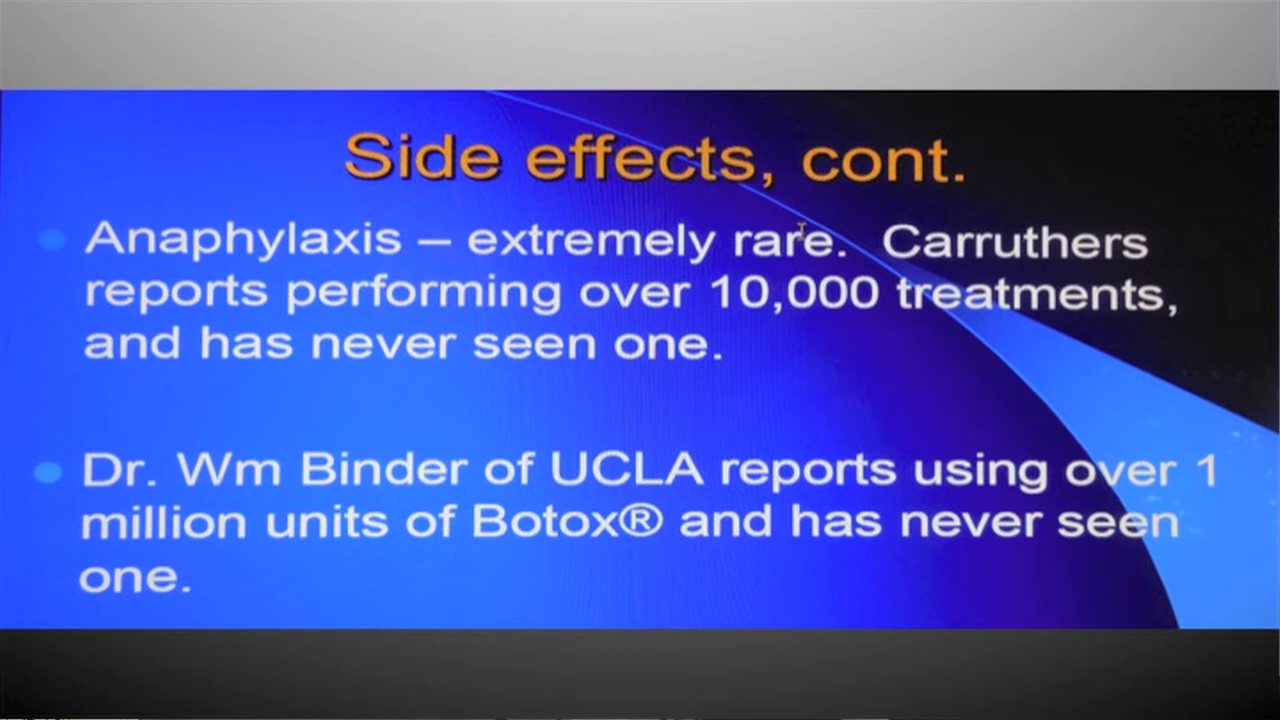 Side effects, cont.
Anaphylaxis – extremely rare. Carruthers
reports performing over 10,000 treatments,
and has never seen one.
Dr. Wm Binder of UCLA reports using over 1
million units of Botox® and has never seen
one.